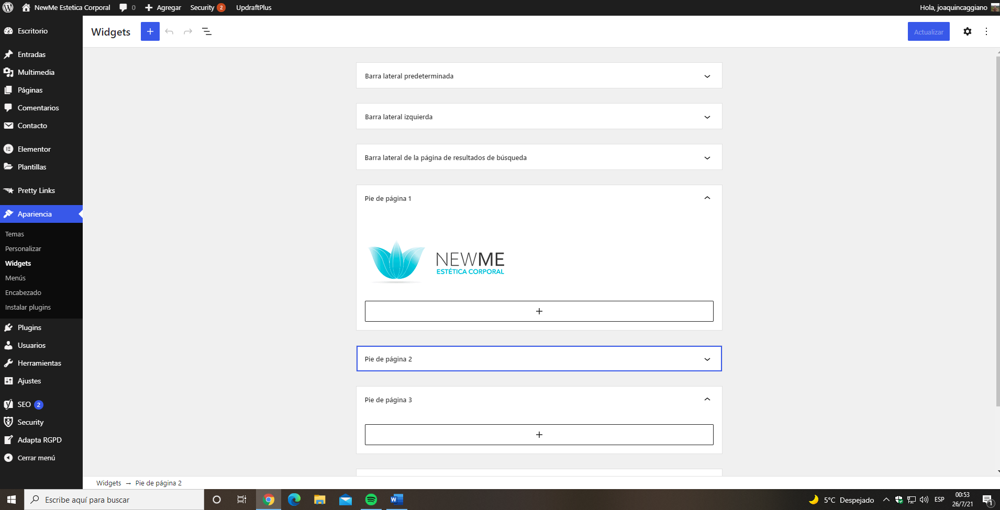 NewMe Estetica Corporal
0
Agregar
Security 2
UpdraftPlus
Hola, joaquincaggiano
Escritorio
Entradas
Multimedia
Páginas
Comentarios
Contacto
Elementor
Plantillas
Pretty Links
Apariencia
Temas
Personalizar
Widgets
Menús
Encabezado
Instalar plugins
Plugins
Usuarios
Herramientas
Ajustes
SEO 2
Security
Adapta RGPD
Cerrar menú
Widgets
Actualizar
Barra lateral predeterminada
Barra lateral izquierda
Barra lateral de la página de resultados de búsqueda
Pie de página 1
NEWME
ESTÉTICA CORPORAL
Pie de página 2
Pie de página 3
Widgets → Pie de página 2
Escribe aquí para buscar
5°C Despejado
ESP
00:53
26/7/21
1